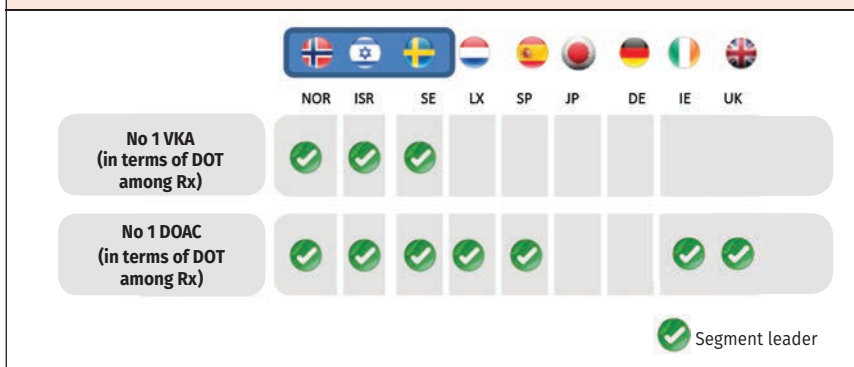 NOR ISR SE LX SP JP DE IE UK
No 1 VKA
(in terms of DOT
among Rx)
No 1 DOAC
(in terms of DOT
among Rx)
Segment leader